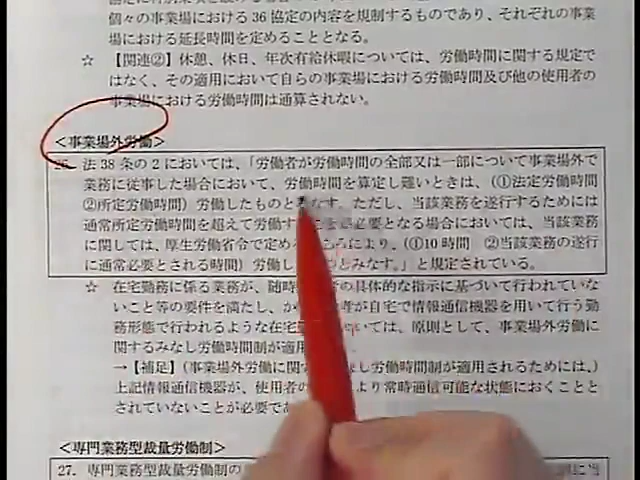 個々の事業場における36協定の内容を規制するものであり、それぞれの事業
場における延長時間を定めることとなる。
☆ 【関連②】休憩、休日、年次有給休暇については、労働時間に関する規定で
はなく、その適用において自らの事業場における労働時間及び他の使用者の
事業場における労働時間は通算されない。
<事業場外労働>
26. 法38条の2においては、「労働者が労働時間の全部又は一部について事業場外で
業務に従事した場合において、労働時間を算定し難いときは、(①法定労働時間
②所定労働時間)労働したものとみなす。ただし、当該業務を遂行するためには
通常所定労働時間を超えて労働す 必要となる場合においては、当該業務
に関しては、厚生労働省令で定め ころにより、(①10時間 ②当該業務の遂行
に通常必要とされる時間)労働し とみなす。」と規定されている。
☆ 在宅勤務に係る業務が、随時 の具体的な指示に基づいて行われていな
いこと等の要件を満たし、か が自宅で情報通信機器を用いて行う勤
務形態で行われるような在宅 いては、原則として、事業場外労働に
関するみなし労働時間制が適用
→【補足】(事業場外労働に関 し労働時間制が適用されるためには、)
上記情報通信機器が、使用者の より常時通信可能な状態におくことと
されていないことが必要で
<専門業務型裁量労働制>
27. 専門業務型裁量労働制の